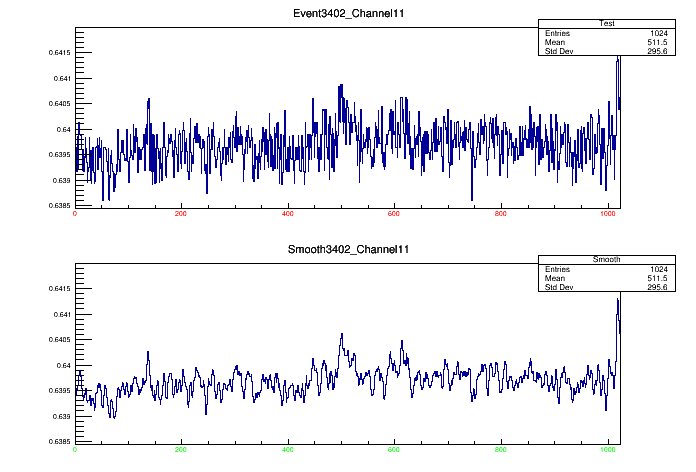 Event3402_Channel11
Test
Entries 1024
Mean 511.5
Std Dev 295.6
0.6415
0.641
0.6405
0.64
0.6395
0.639
0.6385
0 200 400 600 800 1000
Smooth3402_Channel11
Smooth
Entries 1024
Mean 511.5
Std Dev 295.6
0.6415
0.641
0.6405
0.64
0.6395
0.639
0.6385
0 200 400 600 800 1000